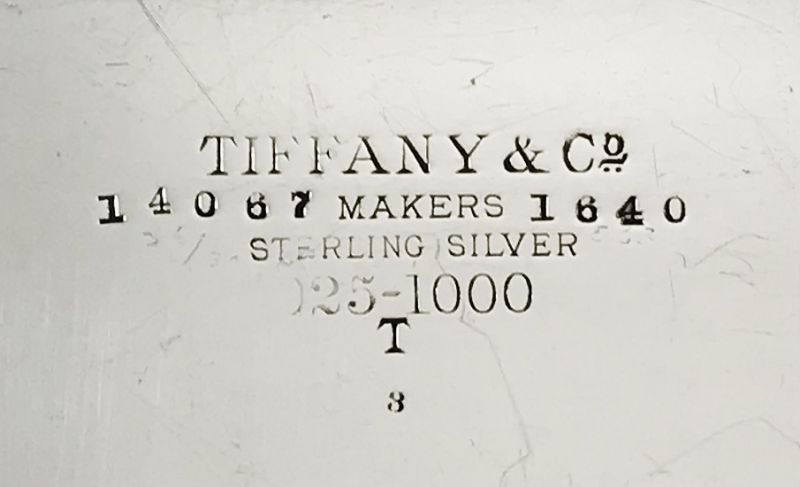 TIFFANY & Co
14067 MAKERS 1640
STERLING SILVER
925-1000
T
3